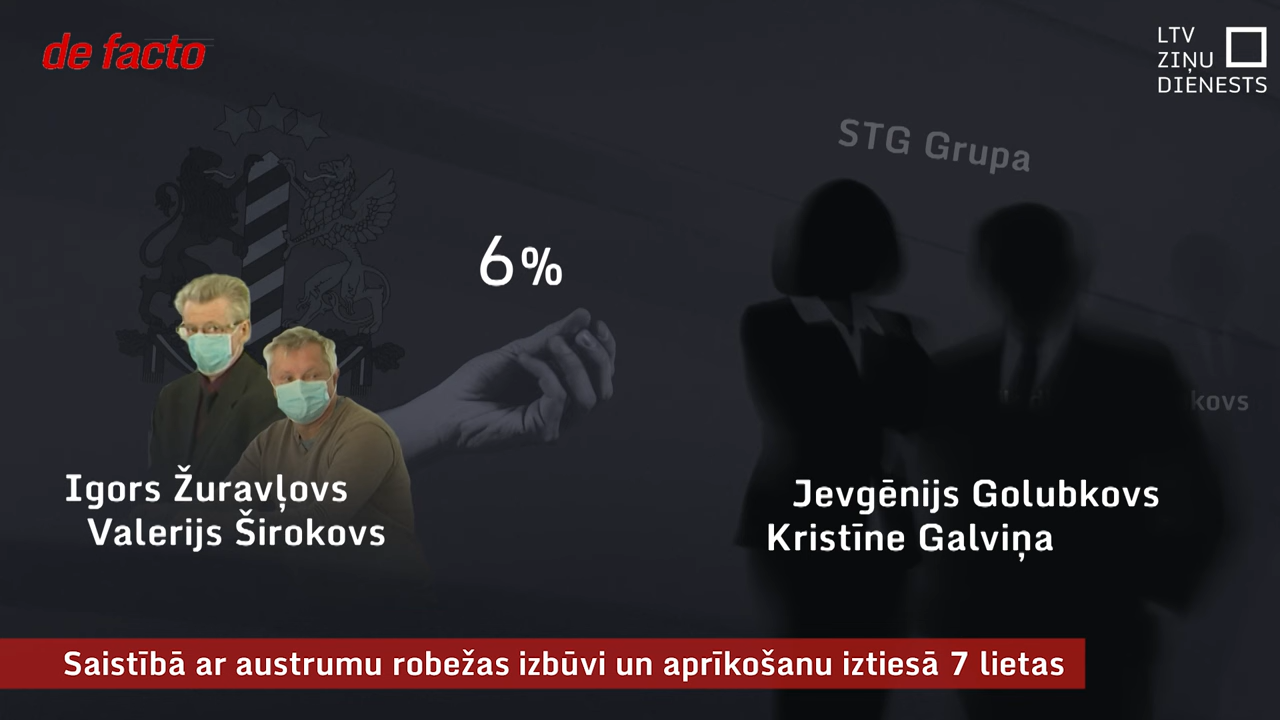 de facto
LTV
ZIŅU
DIENESTS
STG Grupa
6%
kovs
Igors Žuravļovs
Valerijs Širokovs
Jevgēnijs Golubkovs
Kristīne Galviņa
Saistībā ar austrumu robežas izbūvi un aprīkošanu iztiesā 7 lietas